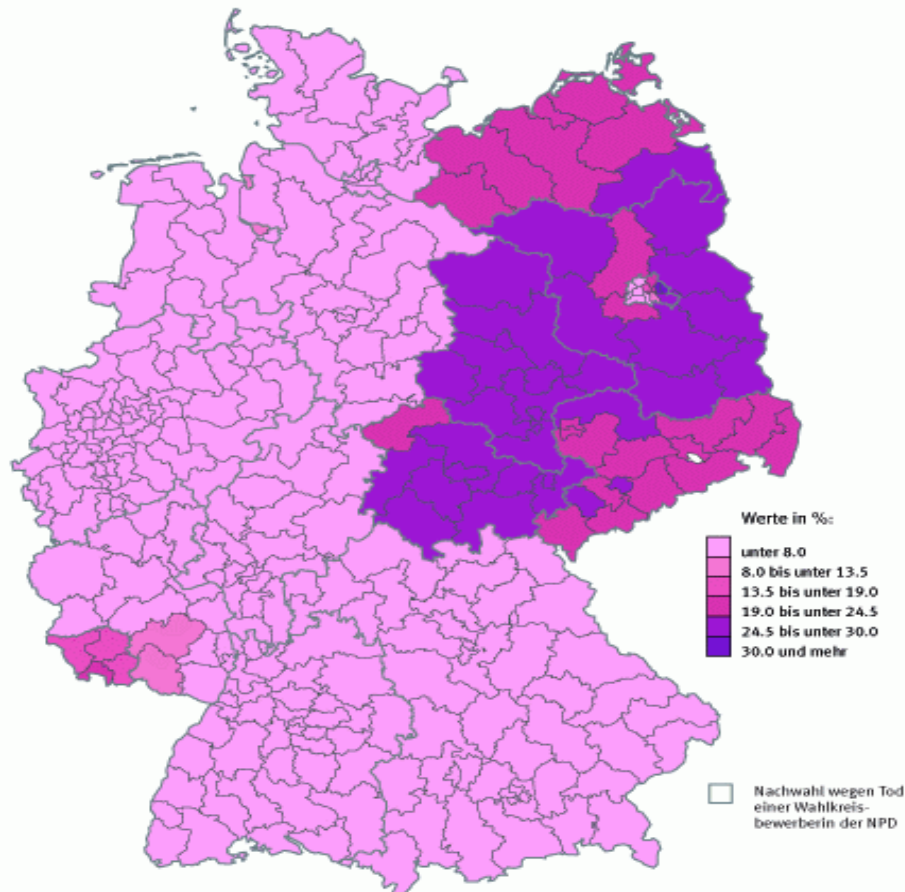 Werte in %:
unter 8.0
8.0 bis unter 13.5
13.5 bis unter 19.0
19.0 bis unter 24.5
24.5 bis unter 30.0
30.0 und mehr
Nachwahl wegen Tod
einer Wahlkreis-
bewerberin der NPD